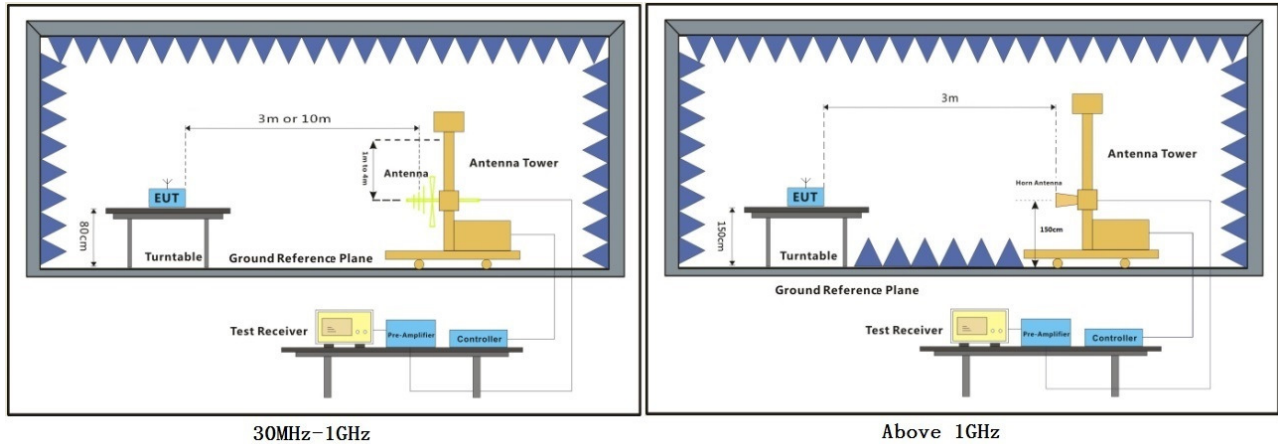 3m or 10m
1m to 4m
Antenna
Antenna Tower
EUT
80cm
Turntable
Ground Reference Plane
Test Receiver
Pre-Amplifier
Controller
30MHz-1GHz
3m
Antenna Tower
Horn Antenna
EUT
150cm
150cm
Turntable
Ground Reference Plane
Test Receiver
Pre-Amplifier
Controller
Above 1GHz